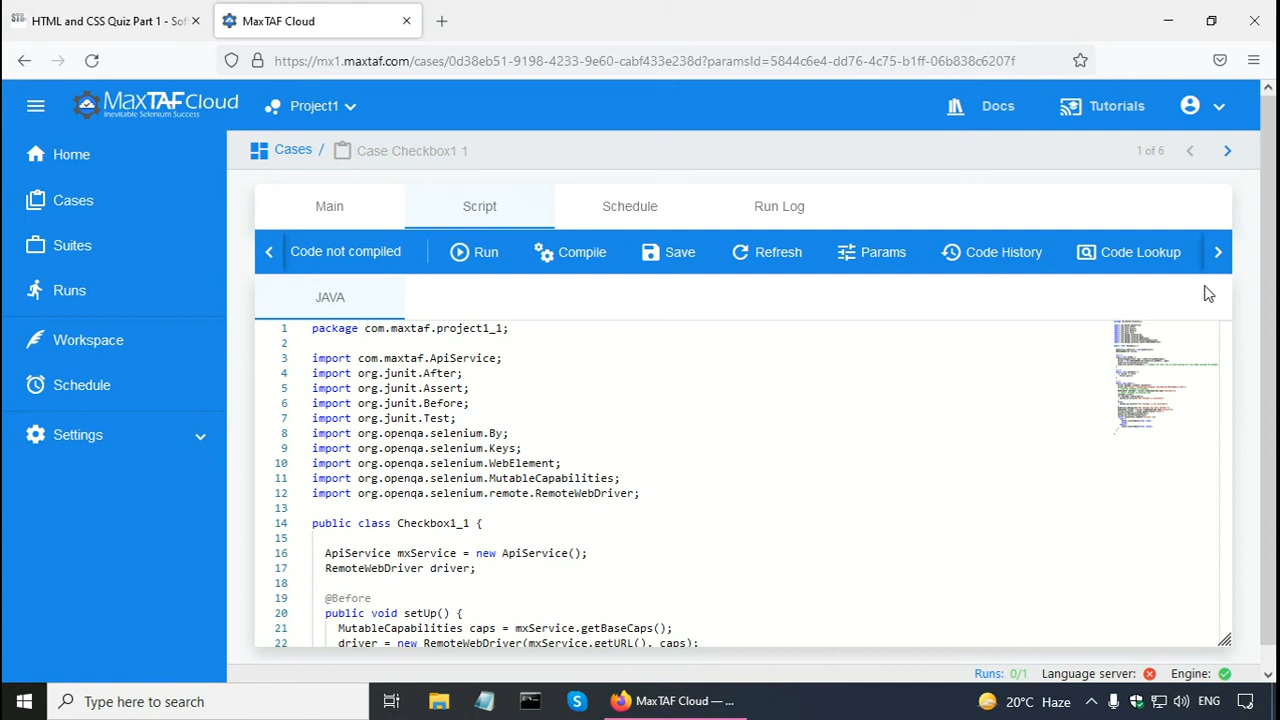 HTML and CSS Quiz Part 1 - Sof
MaxTAF Cloud
https://mx1.maxtaf.com/cases/0d38eb51-9198-4233-9e60-cabf433e238d?paramsId=5844c6e4-dd76-4c75-b1ff-06b838c6207f
MaxTAFCloud
Inevitable Selenium Success
Project1
Docs
Tutorials
Home
Cases
Suites
Runs
Workspace
Schedule
Settings
Cases / Case Checkbox1 1
1 of 6
Main
Script
Schedule
Run Log
Code not compiled
Run
Compile
Save
Refresh
Params
Code History
Code Lookup
JAVA
1 package com.maxtaf.project1_1;
2
3 import com.maxtaf.ApiService;
4 import org.junit.After;
5 import org.junit.Assert;
6 import org.junit.Before;
7 import org.junit.Test;
8 import org.openqa.selenium.By;
9 import org.openqa.selenium.Keys;
10 import org.openqa.selenium.WebElement;
11 import org.openqa.selenium.MutableCapabilities;
12 import org.openqa.selenium.remote.RemoteWebDriver;
13
14 public class Checkbox1_1 {
15
16 ApiService mxService = new ApiService();
17 RemoteWebDriver driver;
18
19 @Before
20 public void setUp() {
21 MutableCapabilities caps = mxService.getBaseCaps();
22 driver = new RemoteWebDriver(mxService.getURL(), caps);
Runs: 0/1 Language server: Engine:
Type here to search
MaxTAF Cloud — ...
20°C Haze
ENG